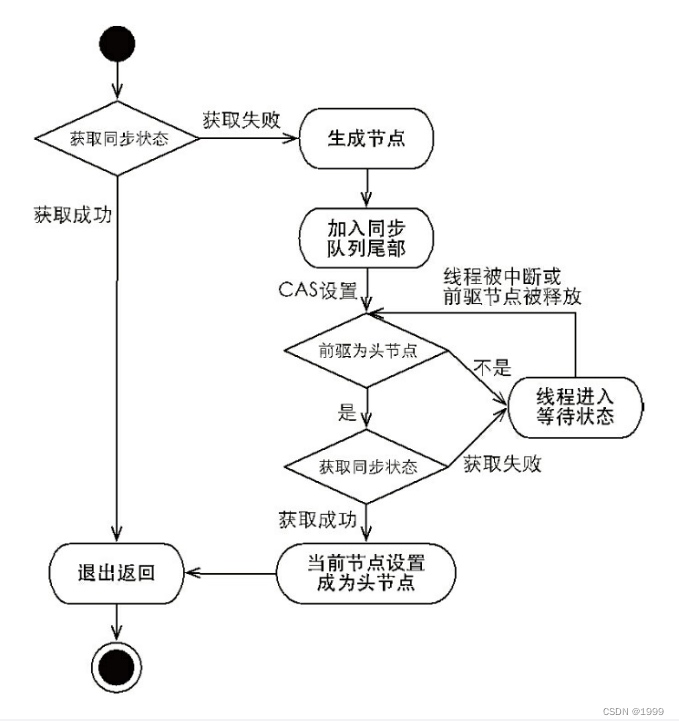 获取同步状态
获取失败
生成节点
获取成功
加入同步
队列尾部
CAS设置
线程被中断或
前驱节点被释放
前驱为头节点
不是
线程进入
等待状态
是
获取同步状态
获取失败
获取成功
退出返回
当前节点设置
成为头节点
CSDN @1999